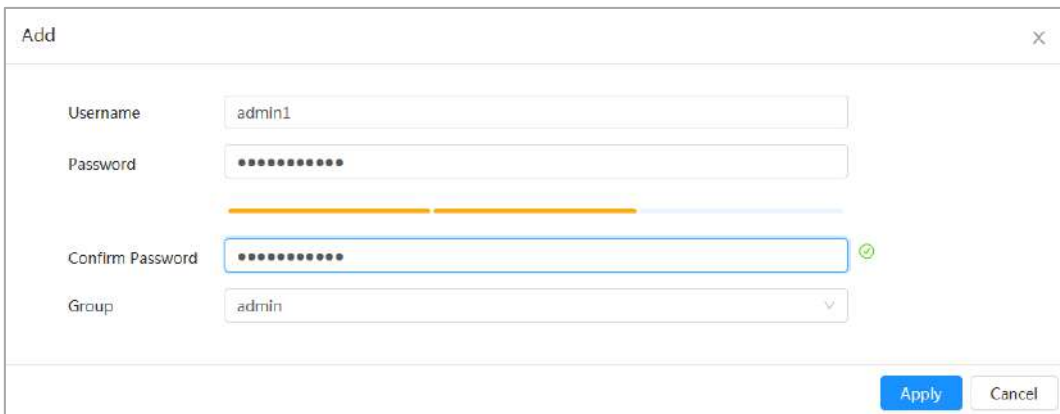 Add
Username admin1
Password ●●●●●●●●●●●
Confirm Password ●●●●●●●●●●●
Group admin
Apply Cancel